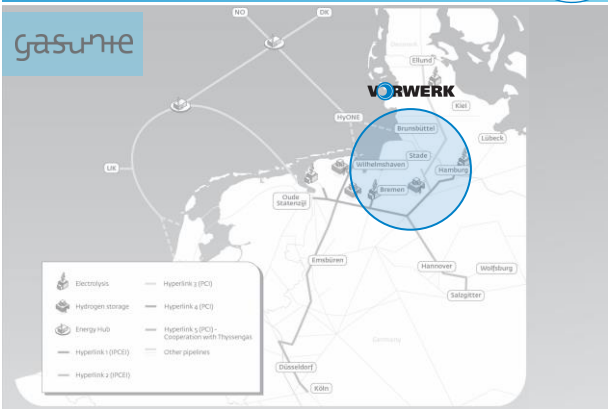 gasunie
NO
DK
Denmark
Ellund
VORWERK
Kiel
HyONE
Brunsbüttel
Lübeck
Stade
Wilhelmshaven
Hamburg
UK
Bremen
Oude
Statenzijl
Emsbüren
Hannover
Wolfsburg
Salzgitter
Germany
Düsseldorf
Köln
Electrolysis
Hydrogen storage
Energy Hub
Hyperlink 1 (IPCEI)
Hyperlink 2 (IPCEI)
Hyperlink 3 (PCI)
Hyperlink 4 (PCI)
Hyperlink 5 (PCI) -
Cooperation with Thyssengas
Other pipelines